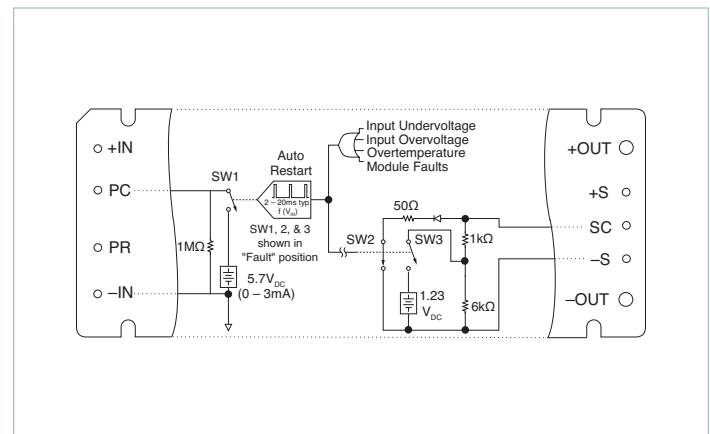 +IN
PC
PR
–IN
SW1
1MΩ
5.7V_DC
(0 – 3mA)
Auto
Restart
2 – 20ms typ.
f (V_IN)
SW1, 2, & 3
shown in
"Fault" position
Input Undervoltage
Input Overvoltage
Overtemperature
Module Faults
50Ω
SW2
SW3
1kΩ
1.23
V_DC
6kΩ
+OUT
+S
SC
–S
–OUT